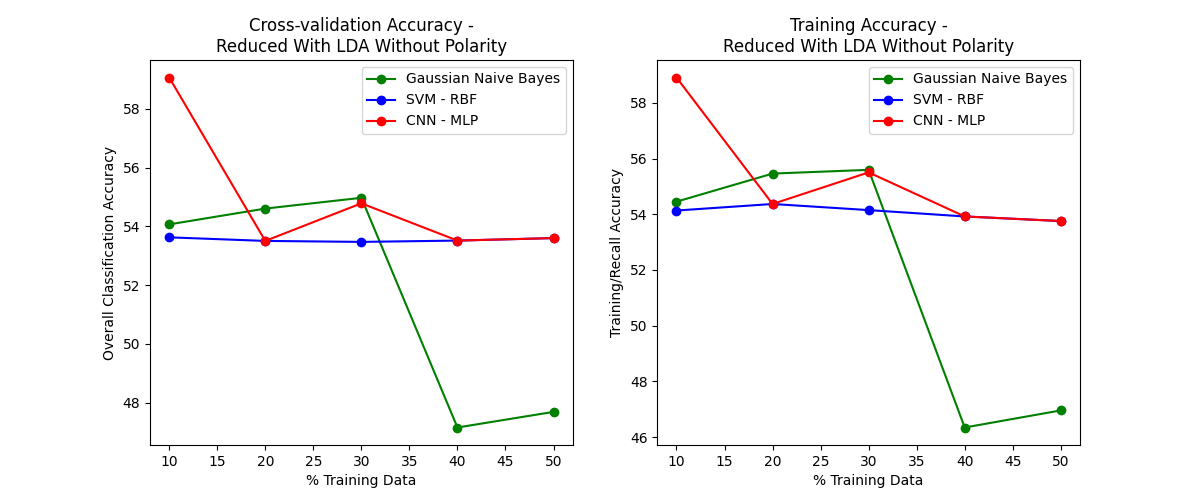 Cross-validation Accuracy -
Reduced With LDA Without Polarity
Gaussian Naive Bayes
SVM - RBF
CNN - MLP
Overall Classification Accuracy
58
56
54
52
50
48
10 15 20 25 30 35 40 45 50
% Training Data
Training Accuracy -
Reduced With LDA Without Polarity
Gaussian Naive Bayes
SVM - RBF
CNN - MLP
Training/Recall Accuracy
58
56
54
52
50
48
46
10 15 20 25 30 35 40 45 50
% Training Data